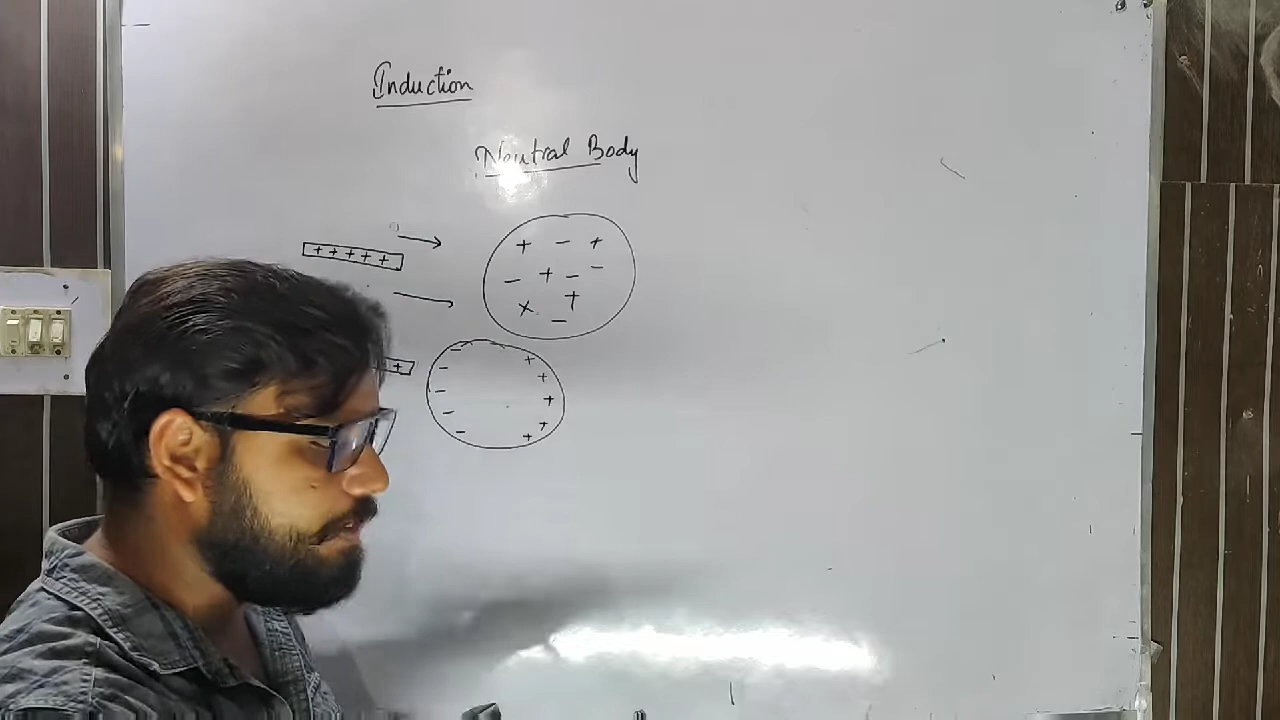 Induction
Neutral Body
+ + + + +
+ − +
− + − −
× +
−
+
− +
− +
− +
− +
− +